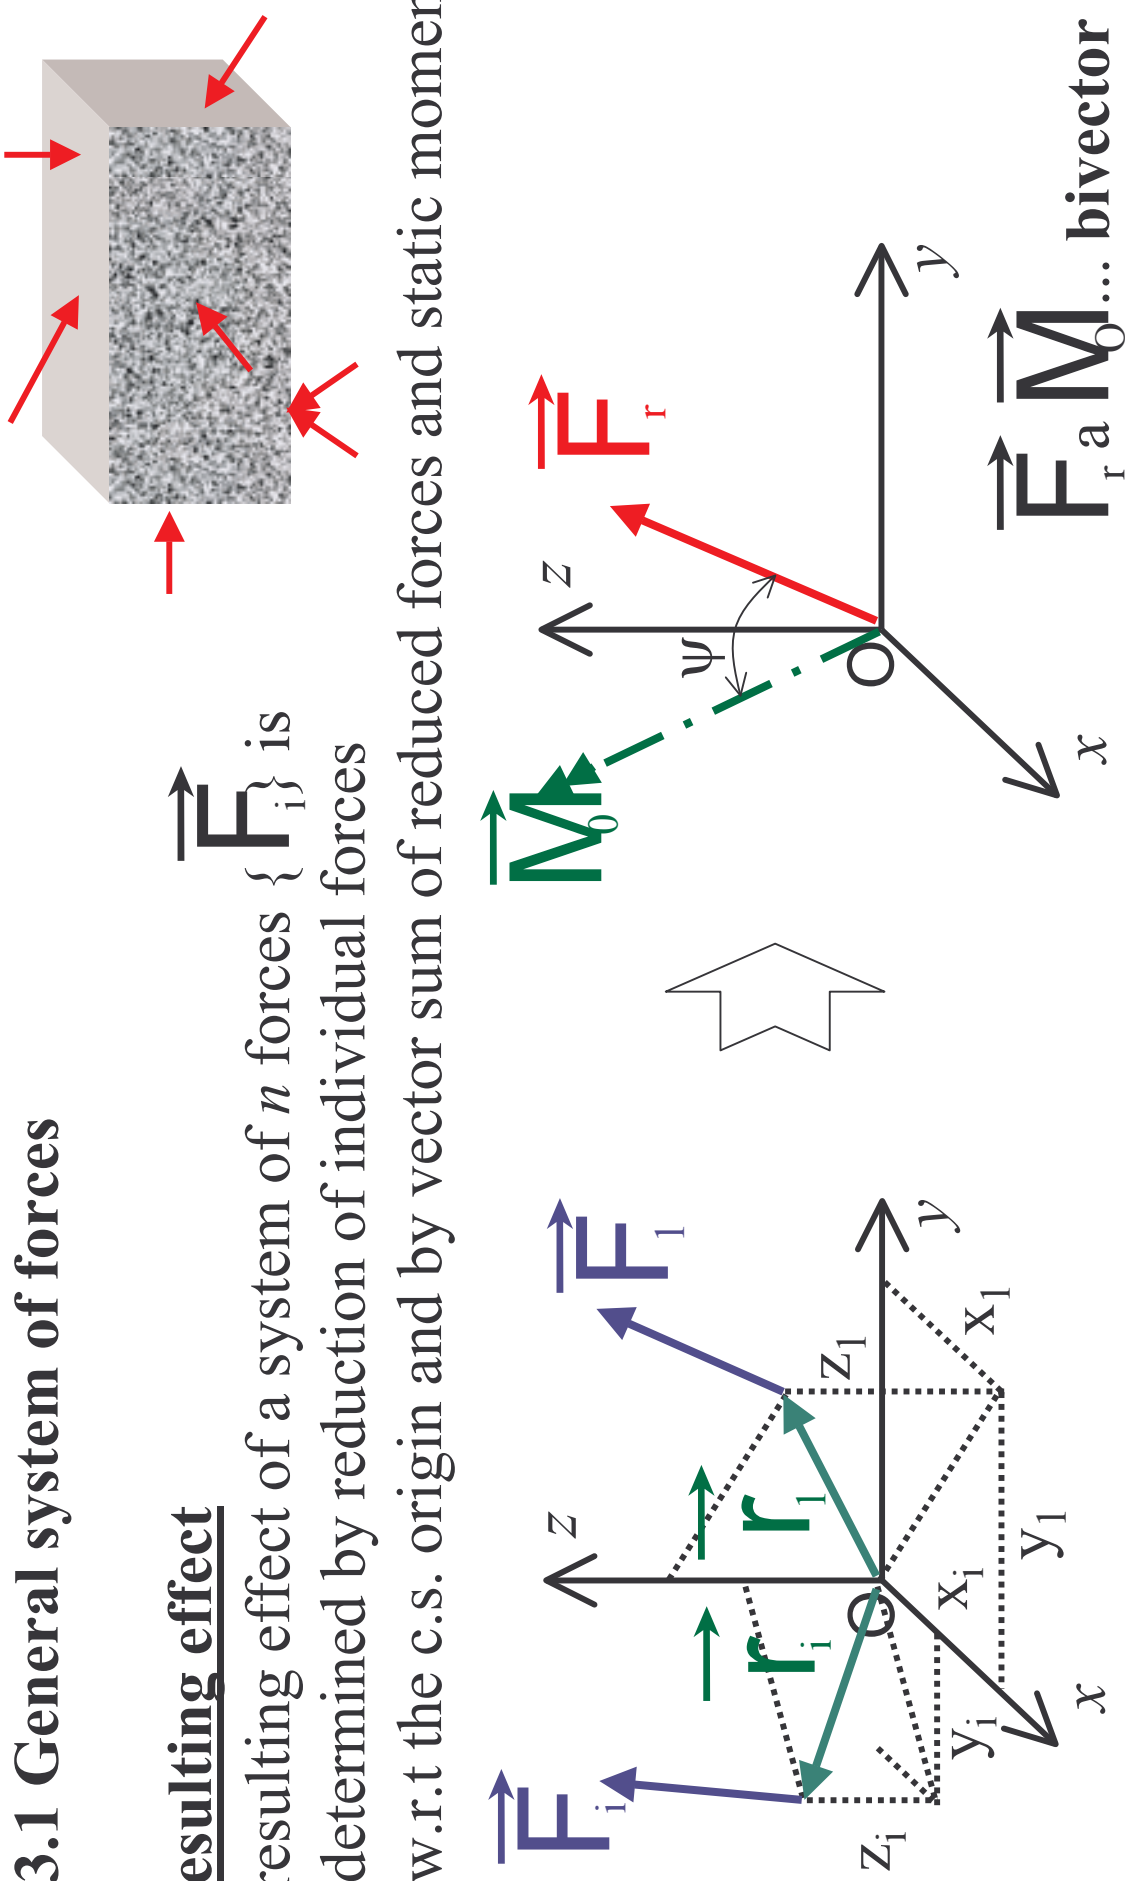 3.1 General system of forces
esulting effect
resulting effect of a system of n forces { F i } is
determined by reduction of individual forces
w.r.t the c.s. origin and by vector sum of reduced forces and static momen
F i
r i
r 1
F 1
z
y
x
O
z i
y i
x i
z 1
x 1
y 1
M 0
F r
ψ
z
y
x
O
F r a M O ... bivector